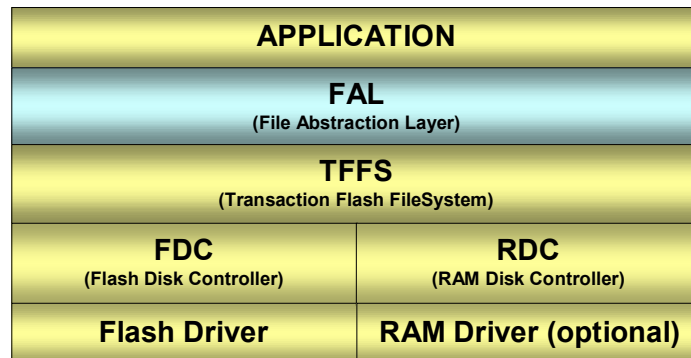 APPLICATION
FAL
(File Abstraction Layer)
TFFS
(Transaction Flash FileSystem)
FDC
(Flash Disk Controller)
RDC
(RAM Disk Controller)
Flash Driver
RAM Driver (optional)